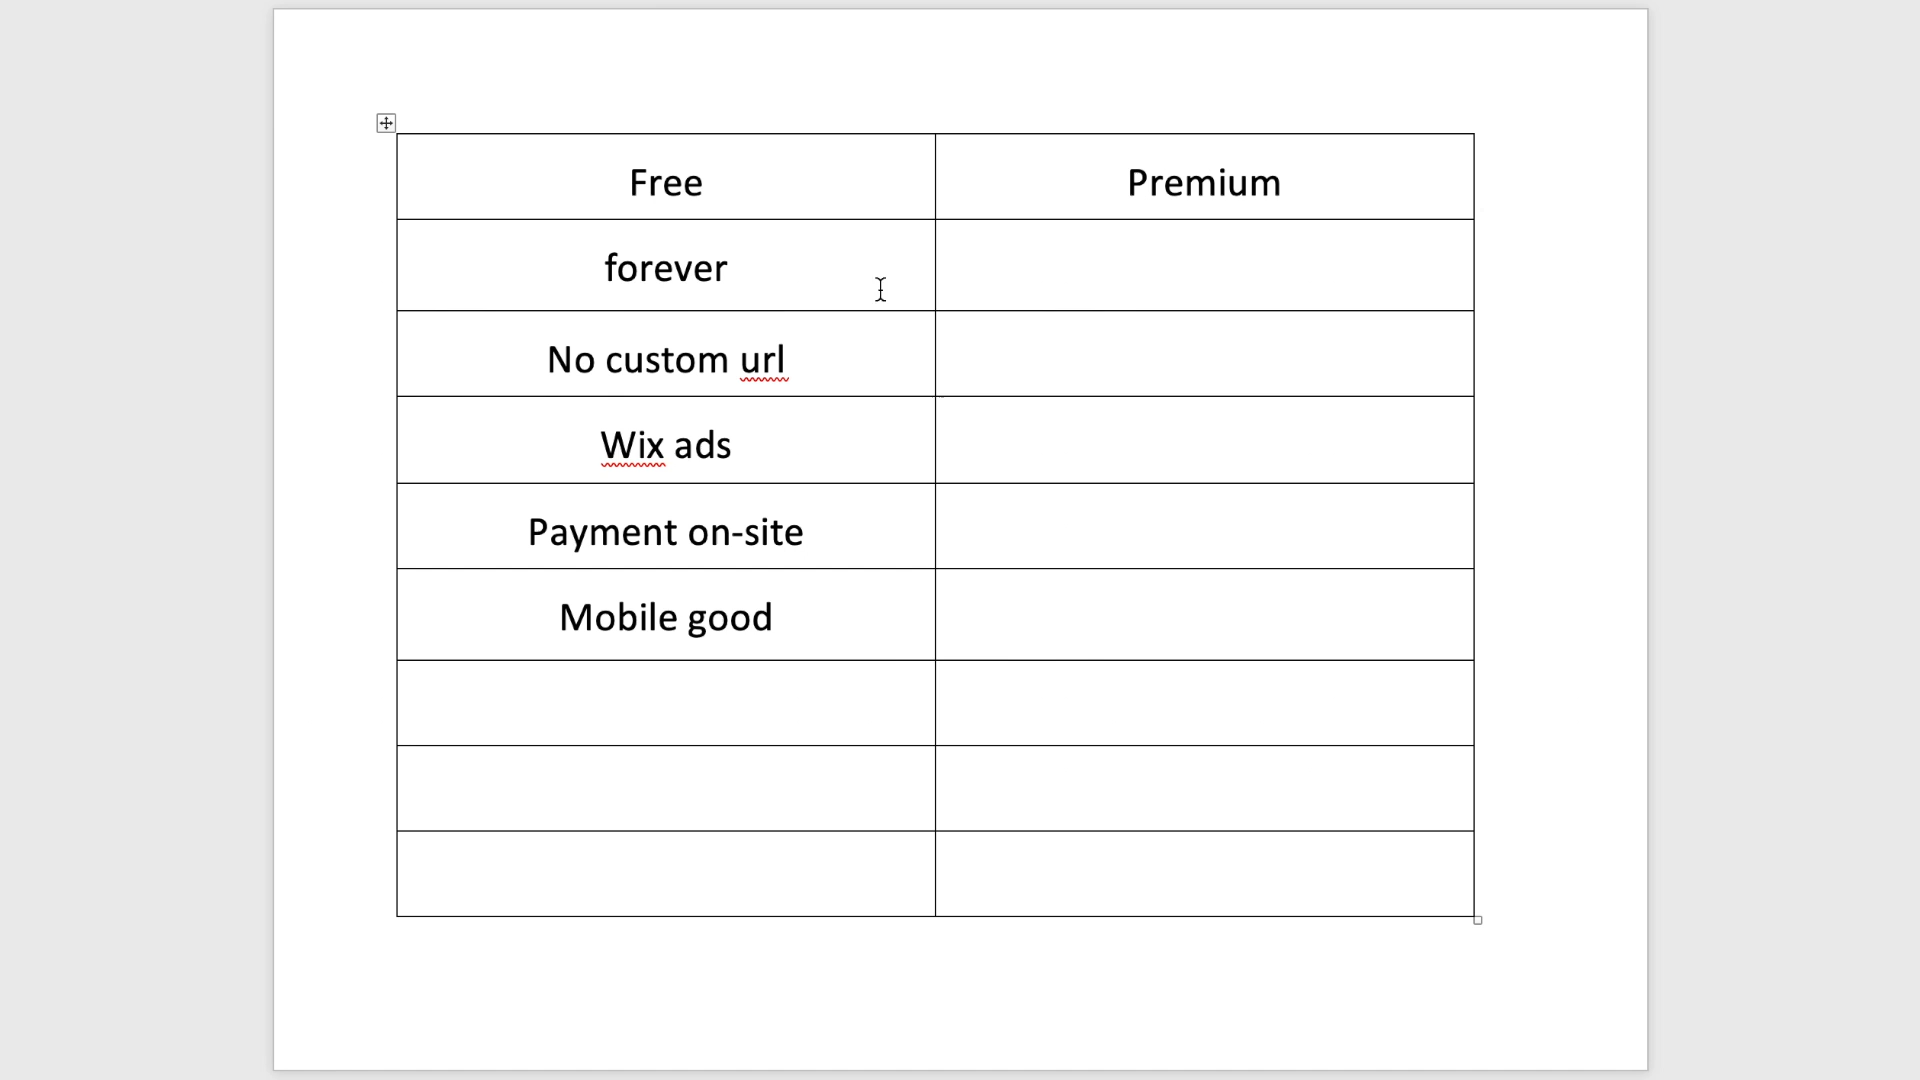 Free
Premium
forever
No custom url
Wix ads
Payment on-site
Mobile good